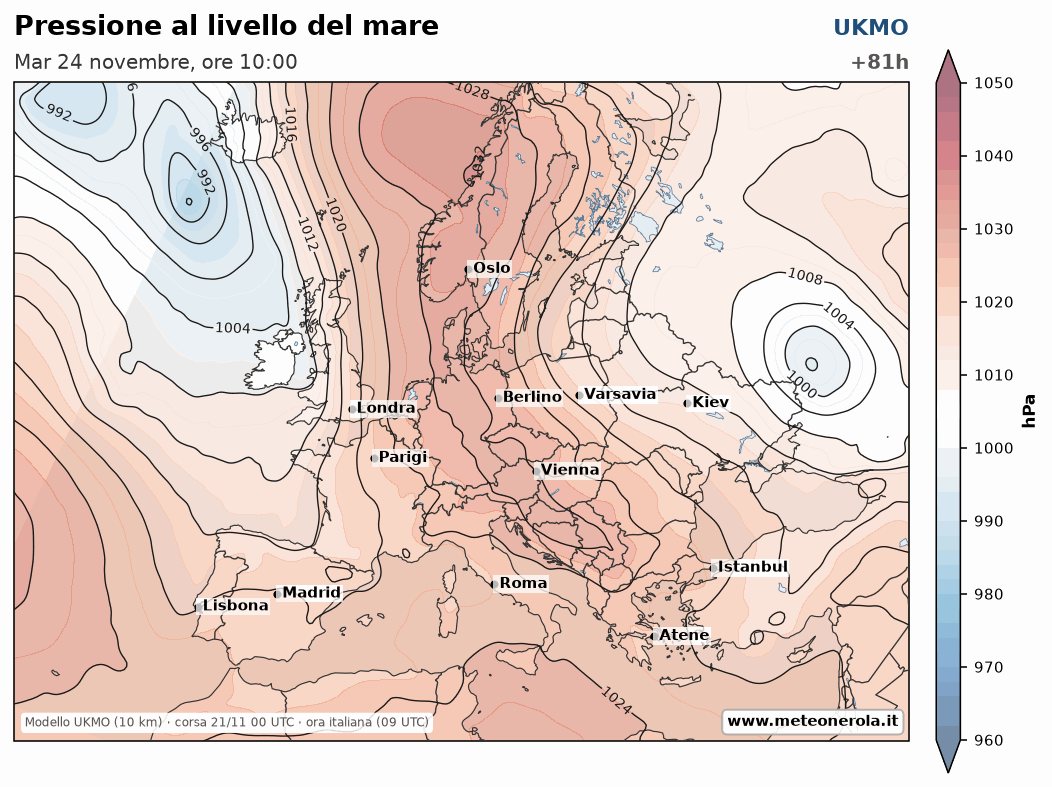 Pressione al livello del mare
UKMO
Mar 24 novembre, ore 10:00
+81h
992
6
996
992
1016
1028
1032
1020
1012
1004
1008
1004
1000
1024
Oslo
Londra
Berlino
Varsavia
Kiev
Parigi
Vienna
Istanbul
Roma
Madrid
Lisbona
Atene
Modello UKMO (10 km) · corsa 21/11 00 UTC · ora italiana (09 UTC)
www.meteonerola.it
1050
1040
1030
1020
1010
1000
990
980
970
960
hPa